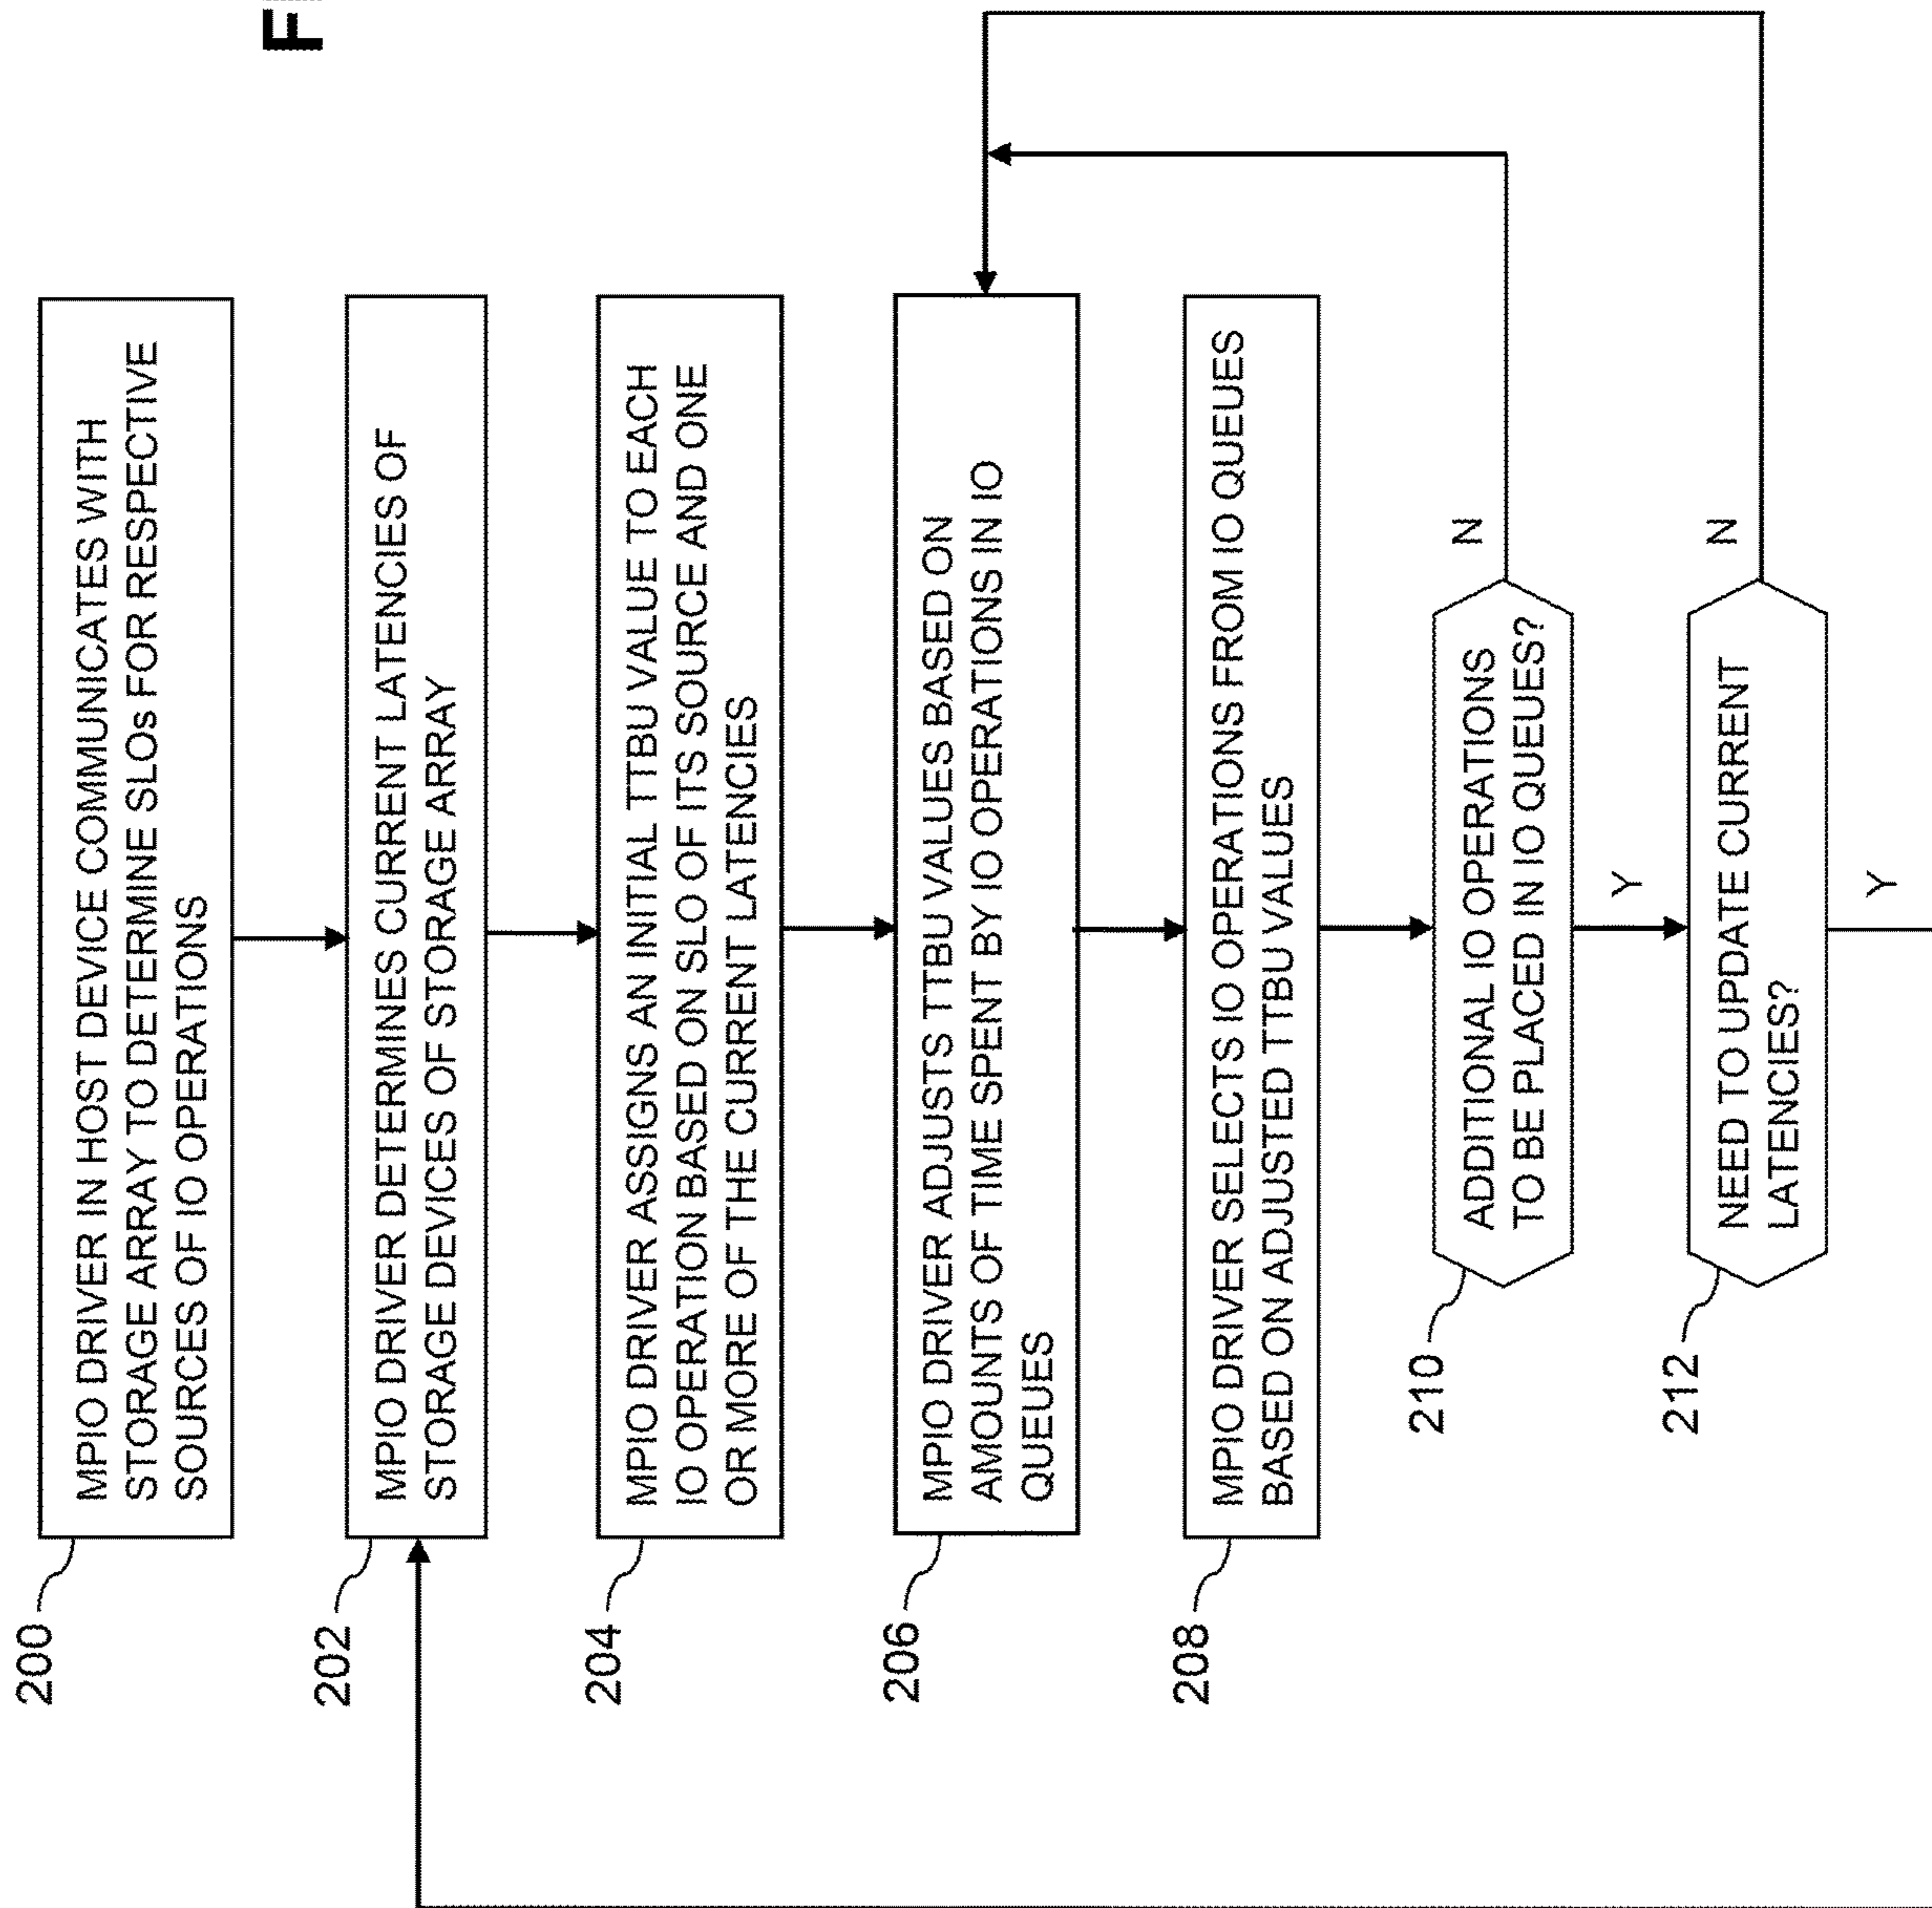 F
200
MPIO DRIVER IN HOST DEVICE COMMUNICATES WITH
STORAGE ARRAY TO DETERMINE SLOs FOR RESPECTIVE
SOURCES OF IO OPERATIONS
202
MPIO DRIVER DETERMINES CURRENT LATENCIES OF
STORAGE DEVICES OF STORAGE ARRAY
204
MPIO DRIVER ASSIGNS AN INITIAL TTBU VALUE TO EACH
IO OPERATION BASED ON SLO OF ITS SOURCE AND ONE
OR MORE OF THE CURRENT LATENCIES
206
MPIO DRIVER ADJUSTS TTBU VALUES BASED ON
AMOUNTS OF TIME SPENT BY IO OPERATIONS IN IO
QUEUES
208
MPIO DRIVER SELECTS IO OPERATIONS FROM IO QUEUES
BASED ON ADJUSTED TTBU VALUES
210
ADDITIONAL IO OPERATIONS
TO BE PLACED IN IO QUEUES?
N
Y
212
NEED TO UPDATE CURRENT
LATENCIES?
N
Y